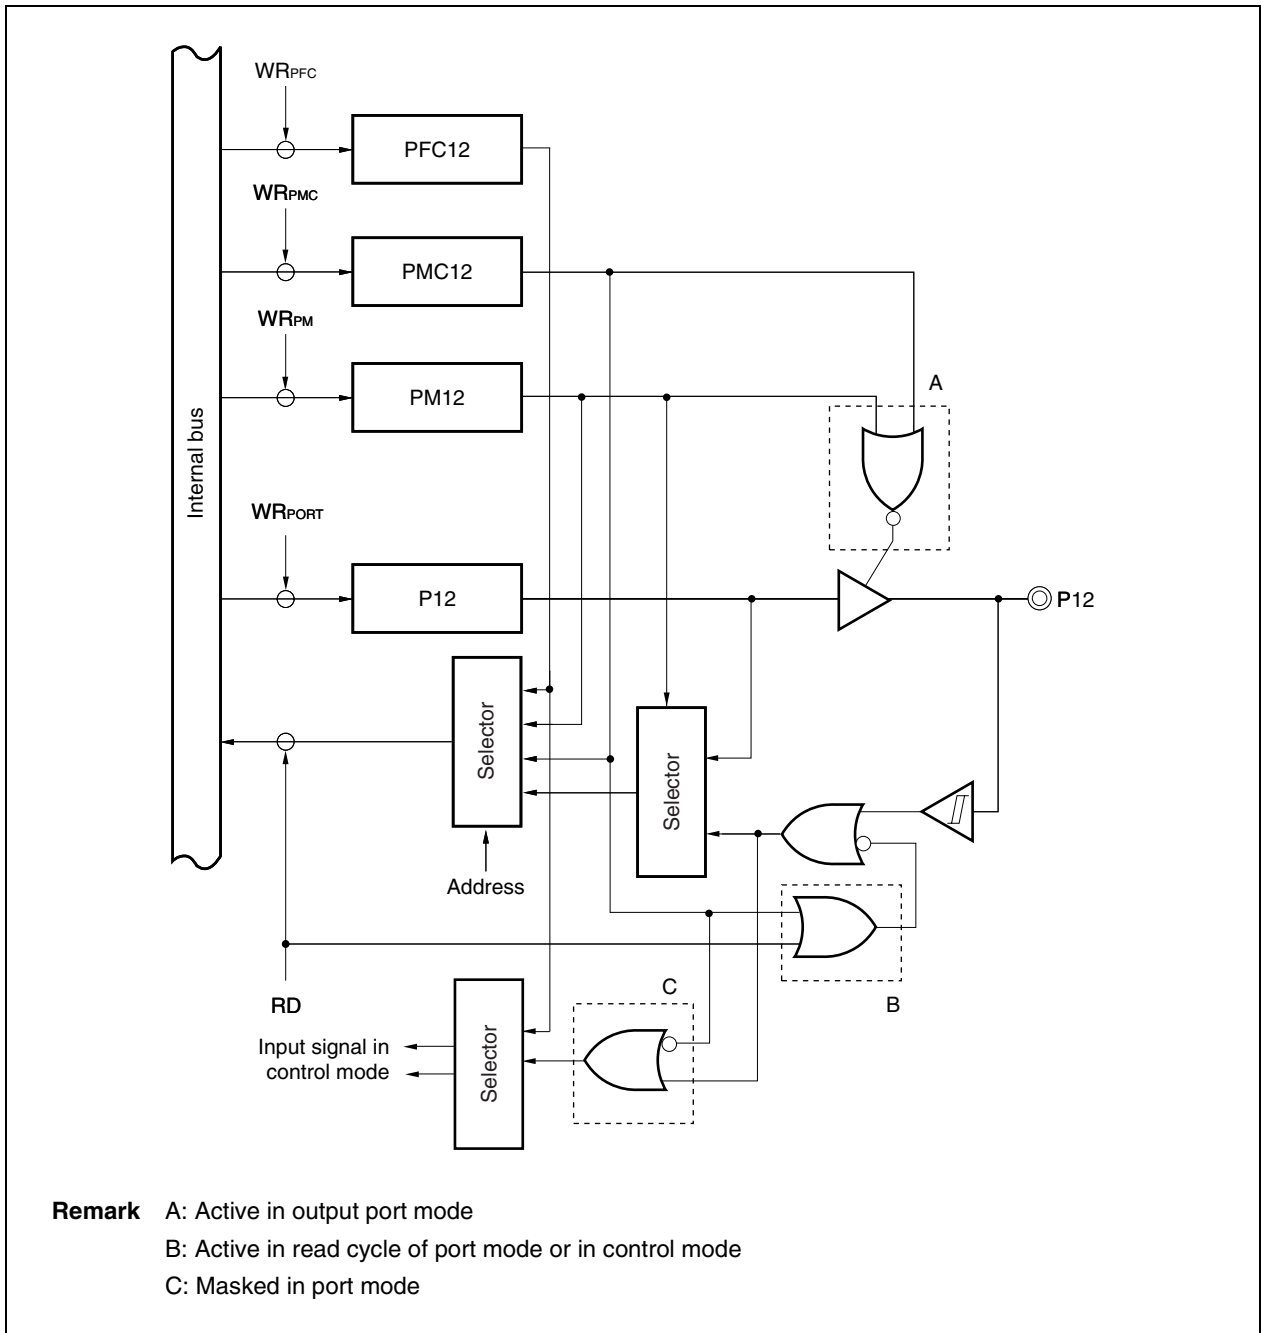 WRPFC
PFC12
WRPMC
PMC12
WRPM
PM12
A
Internal bus
WRPORT
P12
P12
Selector
Selector
Address
RD
C
B
Input signal in
control mode
Selector
Remark A: Active in output port mode
B: Active in read cycle of port mode or in control mode
C: Masked in port mode